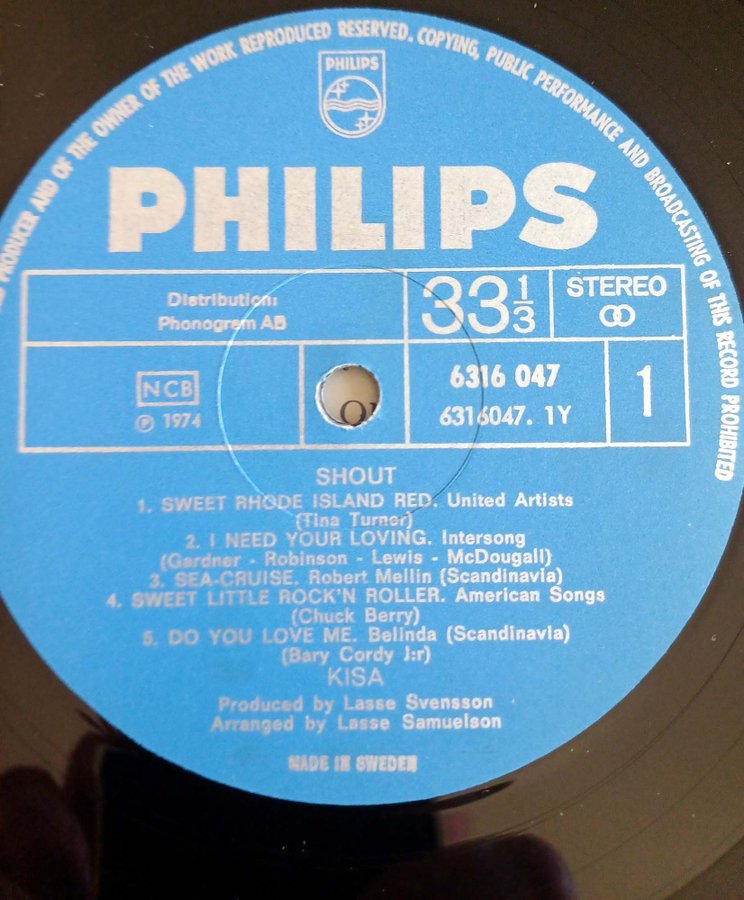 PRODUCER AND OF THE OWNER OF THE WORK REPRODUCED RESERVED. COPYING, PUBLIC PERFORMANCE AND BROADCASTING OF THIS RECORD PROHIBITED
PHILIPS
PHILIPS
Distribution:
Phonogram AB
33 1/3
STEREO
NCB
℗ 1974
6316 047
6316047. 1Y
1
SHOUT
1. SWEET RHODE ISLAND RED. United Artists
(Tina Turner)
2. I NEED YOUR LOVING. Intersong
(Gardner - Robinson - Lewis - McDougall)
3. SEA-CRUISE. Robert Mellin (Scandinavia)
4. SWEET LITTLE ROCK'N ROLLER. American Songs
(Chuck Berry)
5. DO YOU LOVE ME. Belinda (Scandinavia)
(Bary Cordy J:r)
KISA
Produced by Lasse Svensson
Arranged by Lasse Samuelson
MADE IN SWEDEN